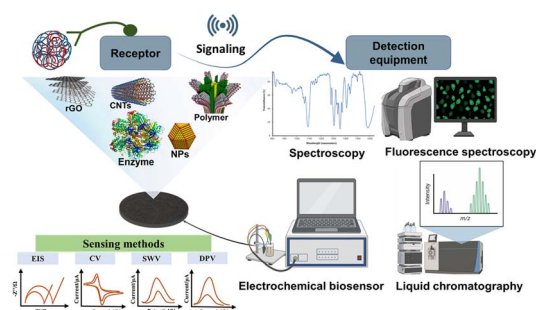 Signaling
Receptor
Detection
equipment
rGO
CNTs
Polymer
Enzyme
NPs
Spectroscopy
Fluorescence spectroscopy
Intensity
m/z
Sensing methods
EIS
CV
SWV
DPV
-Z''/Ω
Current/μA
Current/μA
Current/μA
Electrochemical biosensor
Liquid chromatography